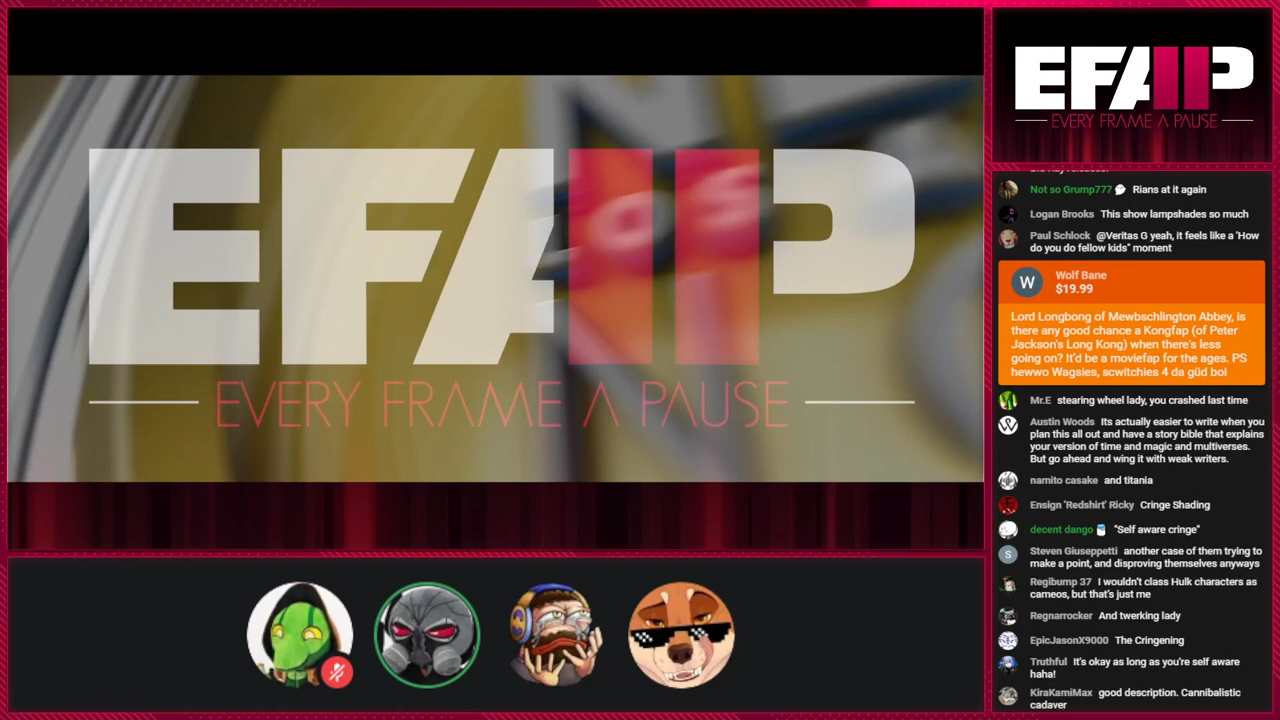 EFAP
EVERY FRAME A PAUSE
EFAP
EVERY FRAME A PAUSE
Not so Grump777 Rians at it again
Logan Brooks This show lampshades so much
Paul Schlock @Veritas G yeah, it feels like a 'How
do you do fellow kids" moment
W
Wolf Bane
$19.99
Lord Longbong of Mewbschlington Abbey, is
there any good chance a Kongfap (of Peter
Jackson's Long Kong) when there's less
going on? It'd be a moviefap for the ages. PS
hewwo Wagsies, scwitchies 4 da güd boi
Mr.E stearing wheel lady, you crashed last time
Austin Woods Its actually easier to write when you
plan this all out and have a story bible that explains
your version of time and magic and multiverses.
But go ahead and wing it with weak writers.
namito casake and titania
Ensign 'Redshirt' Ricky Cringe Shading
decent dango "Self aware cringe"
S
Steven Giuseppetti another case of them trying to
make a point, and disproving themselves anyways
Regibump 37 I wouldn't class Hulk characters as
cameos, but that's just me
Regnarrocker And twerking lady
EpicJasonX9000 The Cringening
Truthful It's okay as long as you're self aware
haha!
KiraKamiMax good description. Cannibalistic
cadaver